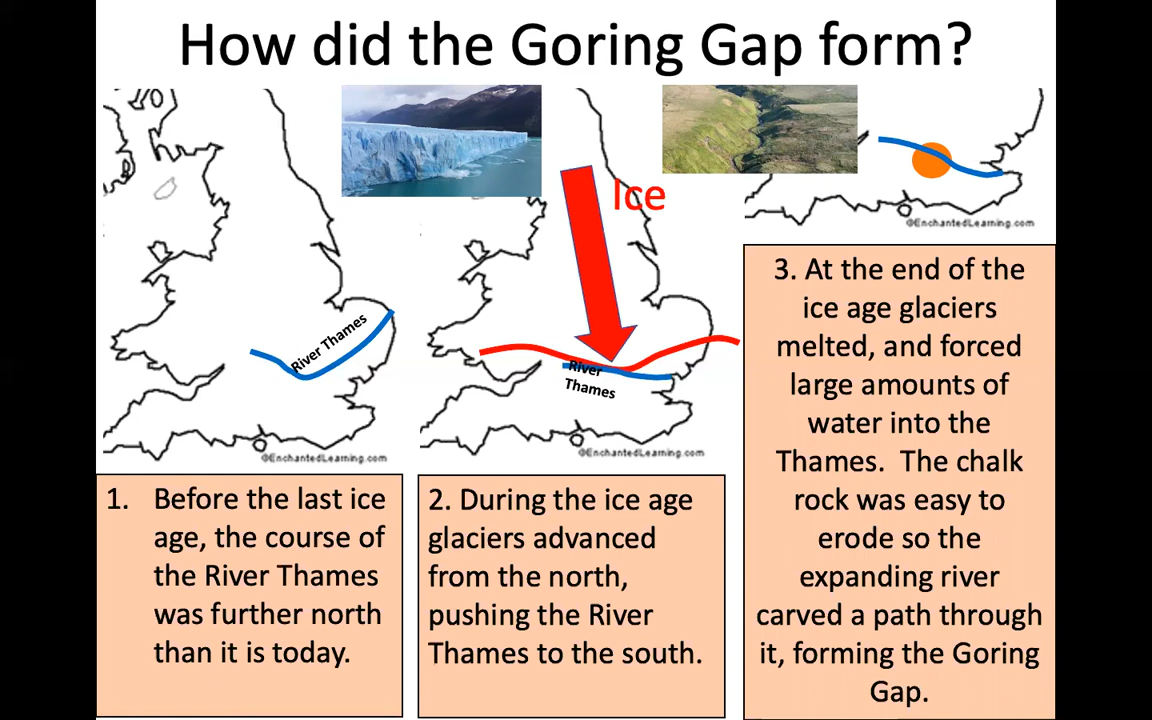 How did the Goring Gap form?
Ice
River Thames
©EnchantedLearning.com
River
Thames
©EnchantedLearning.com
©EnchantedLearning.com
1. Before the last ice
age, the course of
the River Thames
was further north
than it is today.
2. During the ice age
glaciers advanced
from the north,
pushing the River
Thames to the south.
3. At the end of the
ice age glaciers
melted, and forced
large amounts of
water into the
Thames. The chalk
rock was easy to
erode so the
expanding river
carved a path through
it, forming the Goring
Gap.